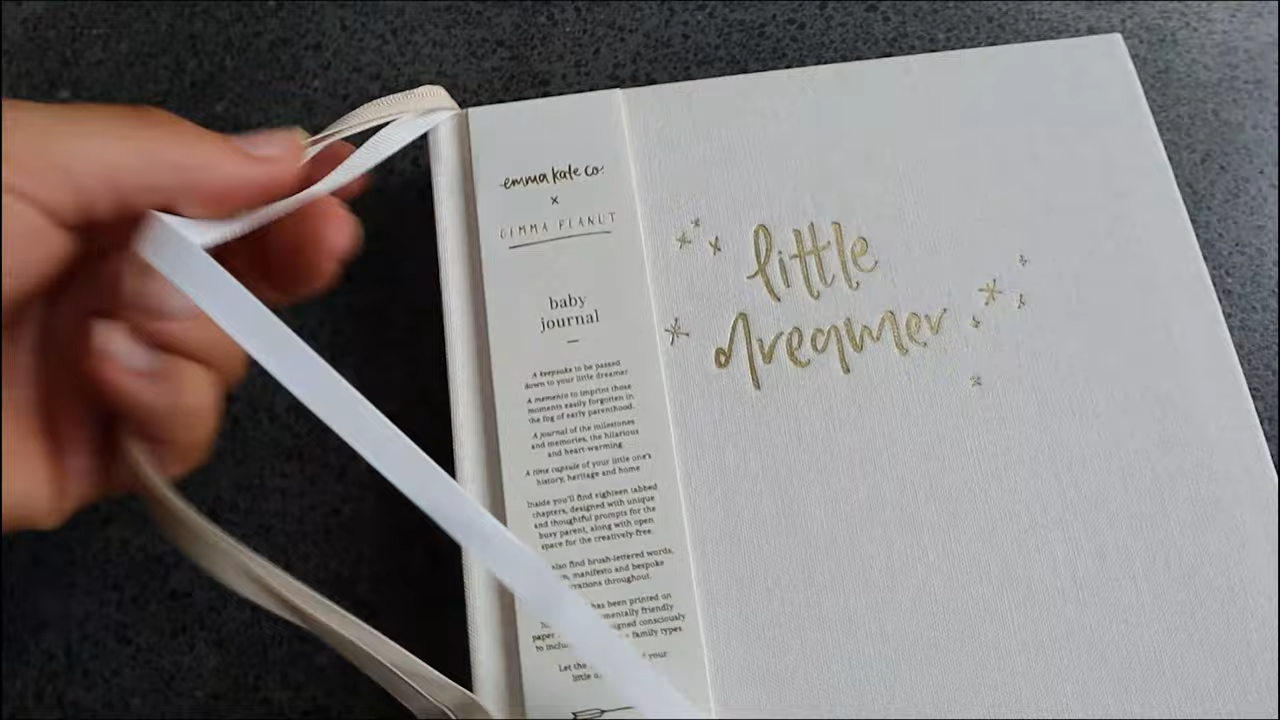 emma kate co.
x
GEMMA PEANUT
baby
journal
A keepsake to be passed
down to your little dreamer
A memento to imprint those
moments easily forgotten in
the fog of early parenthood.
A journal of the milestones
and memories, the hilarious
and heart-warming
A time capsule of your little one's
history, heritage and home
Inside you'll find eighteen tabbed
chapters, designed with unique
and thoughtful prompts for the
busy parent, along with open
space for the creatively-free.
also find brush-lettered words,
manifesto and bespoke
throughout.
has been printed on
friendly
paper consciously
family types
Let the your
little
little
dreamer